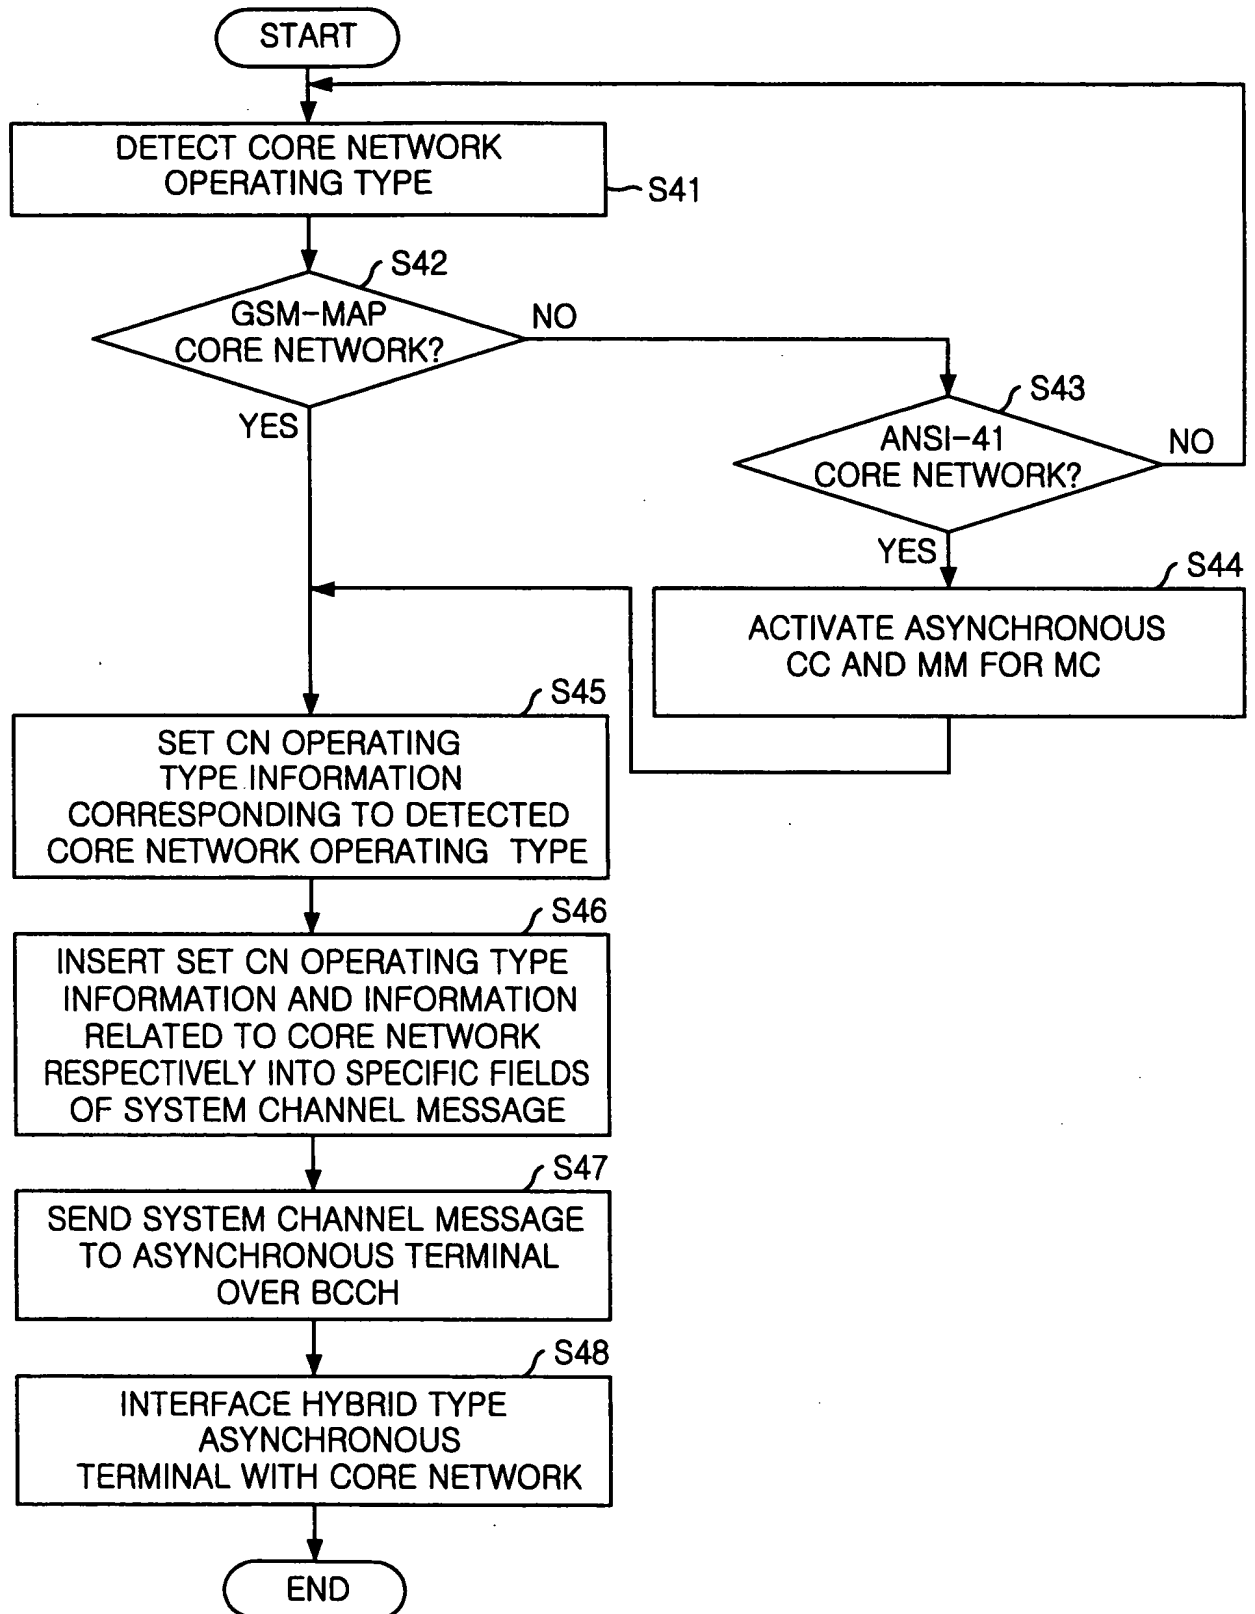 START
DETECT CORE NETWORK
OPERATING TYPE
S41
S42
GSM-MAP
CORE NETWORK?
NO
YES
S43
ANSI-41
CORE NETWORK?
NO
YES
S44
ACTIVATE ASYNCHRONOUS
CC AND MM FOR MC
S45
SET CN OPERATING
TYPE INFORMATION
CORRESPONDING TO DETECTED
CORE NETWORK OPERATING TYPE
S46
INSERT SET CN OPERATING TYPE
INFORMATION AND INFORMATION
RELATED TO CORE NETWORK
RESPECTIVELY INTO SPECIFIC FIELDS
OF SYSTEM CHANNEL MESSAGE
S47
SEND SYSTEM CHANNEL MESSAGE
TO ASYNCHRONOUS TERMINAL
OVER BCCH
S48
INTERFACE HYBRID TYPE
ASYNCHRONOUS
TERMINAL WITH CORE NETWORK
END